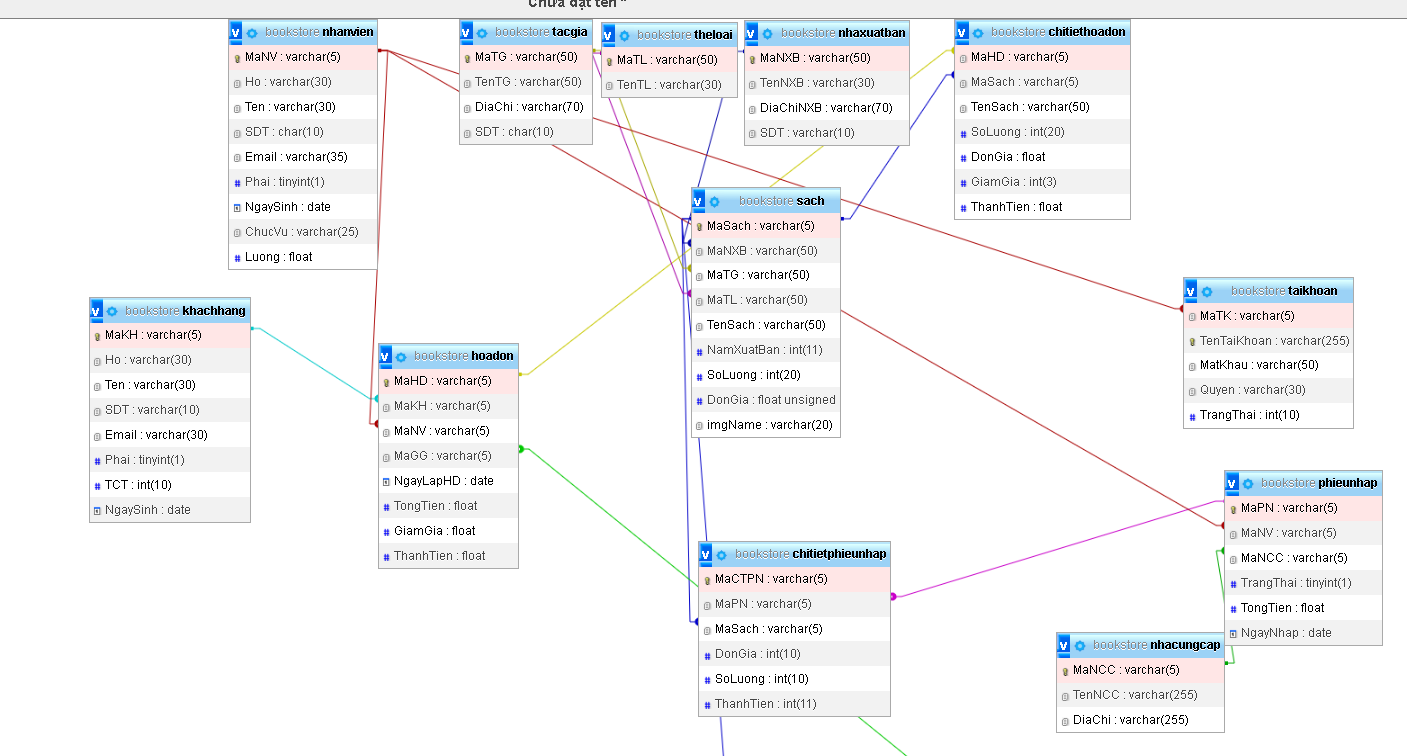 Chưa đặt tên *
bookstore nhanvien
MaNV : varchar(5)
Ho : varchar(30)
Ten : varchar(30)
SDT : char(10)
Email : varchar(35)
Phai : tinyint(1)
NgaySinh : date
ChucVu : varchar(25)
Luong : float
bookstore tacgia
MaTG : varchar(50)
TenTG : varchar(50)
DiaChi : varchar(70)
SDT : char(10)
bookstore theloai
MaTL : varchar(50)
TenTL : varchar(30)
bookstore nhaxuatban
MaNXB : varchar(50)
TenNXB : varchar(30)
DiaChiNXB : varchar(70)
SDT : varchar(10)
bookstore chitiethoadon
MaHD : varchar(5)
MaSach : varchar(5)
TenSach : varchar(50)
SoLuong : int(20)
DonGia : float
GiamGia : int(3)
ThanhTien : float
bookstore sach
MaSach : varchar(5)
MaNXB : varchar(50)
MaTG : varchar(50)
MaTL : varchar(50)
TenSach : varchar(50)
NamXuatBan : int(11)
SoLuong : int(20)
DonGia : float unsigned
imgName : varchar(20)
bookstore taikhoan
MaTK : varchar(5)
TenTaiKhoan : varchar(255)
MatKhau : varchar(50)
Quyen : varchar(30)
TrangThai : int(10)
bookstore khachhang
MaKH : varchar(5)
Ho : varchar(30)
Ten : varchar(30)
SDT : varchar(10)
Email : varchar(30)
Phai : tinyint(1)
TCT : int(10)
NgaySinh : date
bookstore hoadon
MaHD : varchar(5)
MaKH : varchar(5)
MaNV : varchar(5)
MaGG : varchar(5)
NgayLapHD : date
TongTien : float
GiamGia : float
ThanhTien : float
bookstore phieunhap
MaPN : varchar(5)
MaNV : varchar(5)
MaNCC : varchar(5)
TrangThai : tinyint(1)
TongTien : float
NgayNhap : date
bookstore chitietphieunhap
MaCTPN : varchar(5)
MaPN : varchar(5)
MaSach : varchar(5)
DonGia : int(10)
SoLuong : int(10)
ThanhTien : int(11)
bookstore nhacungcap
MaNCC : varchar(5)
TenNCC : varchar(255)
DiaChi : varchar(255)